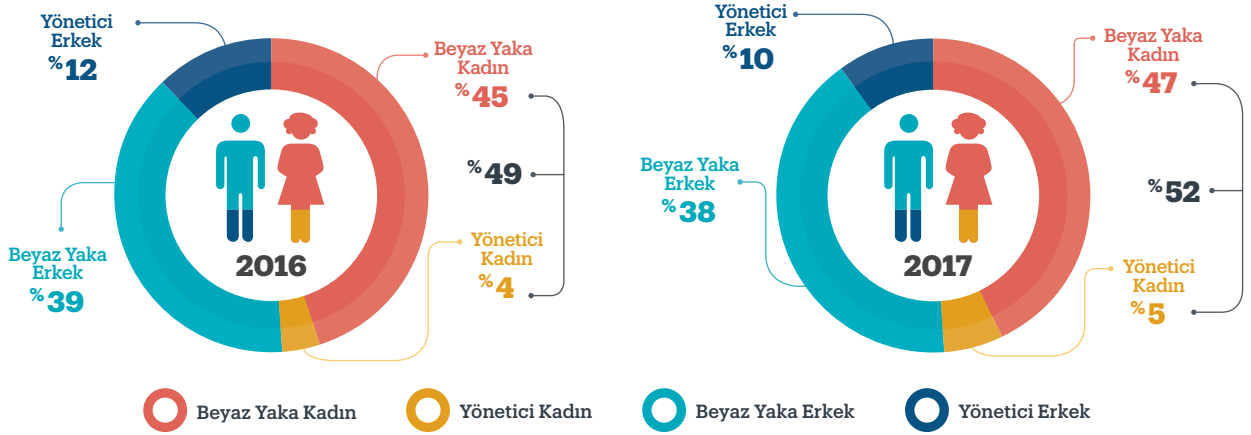 Yönetici
Erkek
%12
Beyaz Yaka
Kadın
%45
%49
Yönetici
Kadın
%4
Beyaz Yaka
Erkek
%39
2016
Yönetici
Erkek
%10
Beyaz Yaka
Kadın
%47
%52
Yönetici
Kadın
%5
Beyaz Yaka
Erkek
%38
2017
Beyaz Yaka Kadın
Yönetici Kadın
Beyaz Yaka Erkek
Yönetici Erkek